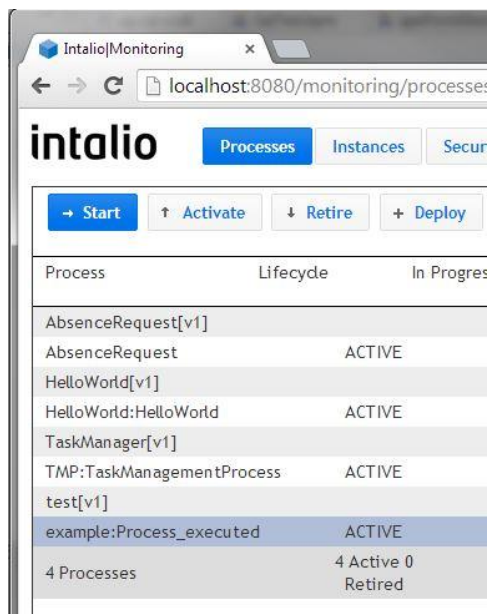 Intalio|Monitoring ×
localhost:8080/monitoring/processes
intalio Processes Instances Secur
→ Start ↑ Activate ↓ Retire + Deploy
Process Lifecycle In Progres
AbsenceRequest[v1]
AbsenceRequest ACTIVE
HelloWorld[v1]
HelloWorld:HelloWorld ACTIVE
TaskManager[v1]
TMP:TaskManagementProcess ACTIVE
test[v1]
example:Process_executed ACTIVE
4 Processes 4 Active 0
Retired